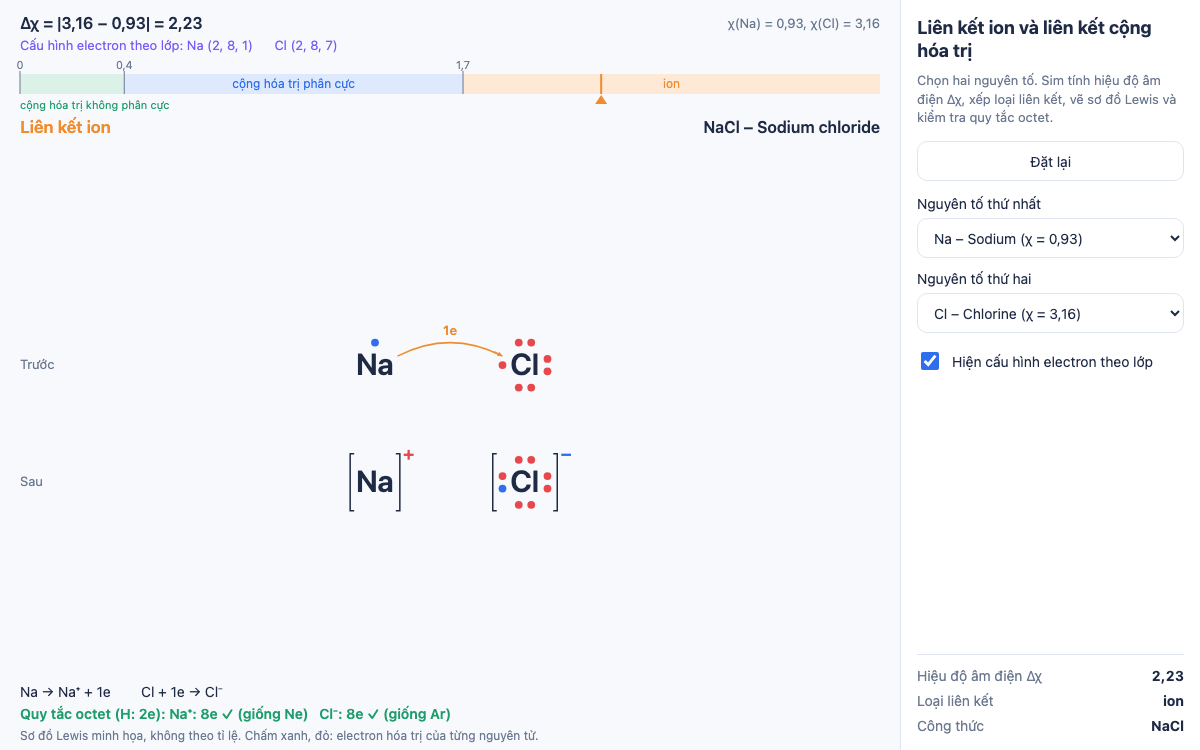 Δχ = |3,16 − 0,93| = 2,23
χ(Na) = 0,93, χ(Cl) = 3,16
Cấu hình electron theo lớp: Na (2, 8, 1) Cl (2, 8, 7)
0 0,4 1,7
cộng hóa trị phân cực ion
cộng hóa trị không phân cực
Liên kết ion
NaCl – Sodium chloride
1e
Trước Na Cl
Sau [Na]⁺ [Cl]⁻
Na → Na⁺ + 1e Cl + 1e → Cl⁻
Quy tắc octet (H: 2e): Na⁺: 8e ✓ (giống Ne) Cl⁻: 8e ✓ (giống Ar)
Sơ đồ Lewis minh họa, không theo tỉ lệ. Chấm xanh, đỏ: electron hóa trị của từng nguyên tử.
Liên kết ion và liên kết cộng
hóa trị
Chọn hai nguyên tố. Sim tính hiệu độ âm
điện Δχ, xếp loại liên kết, vẽ sơ đồ Lewis và
kiểm tra quy tắc octet.
Đặt lại
Nguyên tố thứ nhất
Na – Sodium (χ = 0,93)
Nguyên tố thứ hai
Cl – Chlorine (χ = 3,16)
Hiện cấu hình electron theo lớp
Hiệu độ âm điện Δχ 2,23
Loại liên kết ion
Công thức NaCl